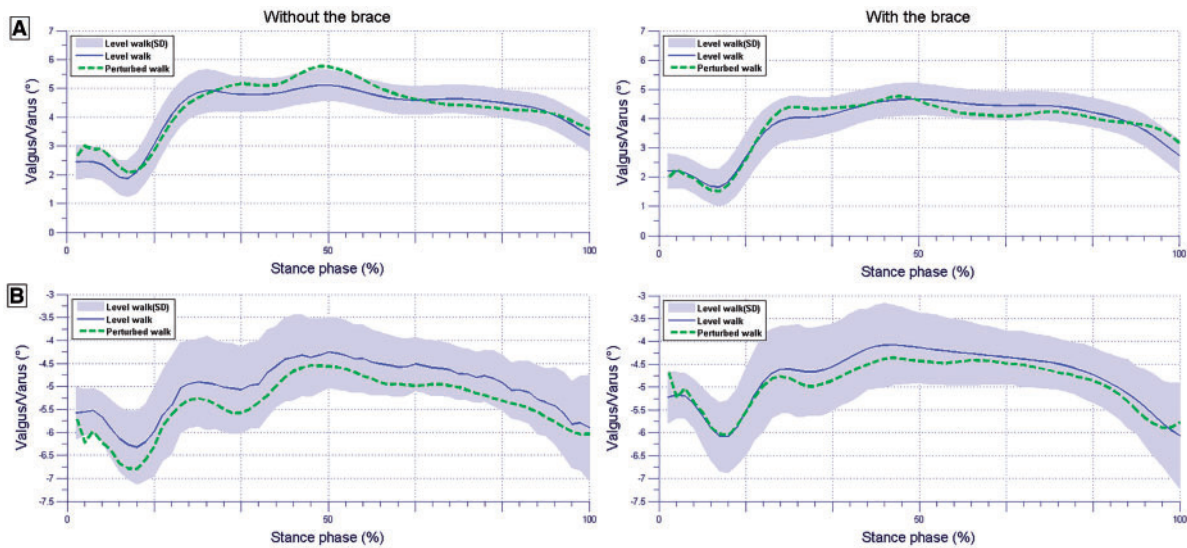 Without the brace
With the brace
A
7
6
5
4
3
2
1
0
Valgus/Varus (°)
Level walk(SD)
Level walk
Perturbed walk
0
50
100
Stance phase (%)
7
6
5
4
3
2
1
0
Valgus/Varus (°)
Level walk(SD)
Level walk
Perturbed walk
0
50
100
Stance phase (%)
B
-3
-3.5
-4
-4.5
-5
-5.5
-6
-6.5
-7
-7.5
Valgus/Varus (°)
Level walk(SD)
Level walk
Perturbed walk
0
50
100
Stance phase (%)
-3
-3.5
-4
-4.5
-5
-5.5
-6
-6.5
-7
-7.5
Valgus/Varus (°)
Level walk(SD)
Level walk
Perturbed walk
0
50
100
Stance phase (%)